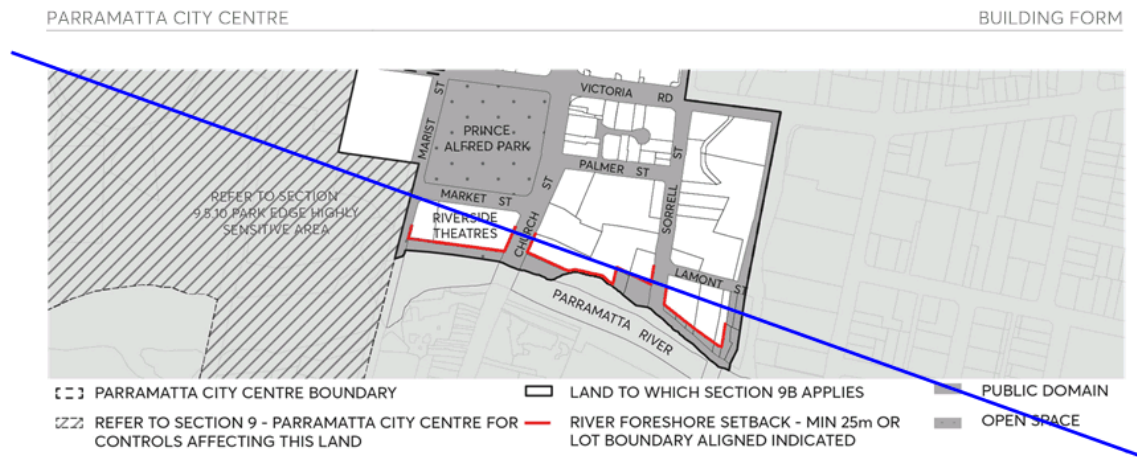 PARRAMATTA CITY CENTRE
BUILDING FORM
VICTORIA RD
MARIST ST
PRINCE
ALFRED PARK
PALMER ST
ST
SORRELL
MARKET ST
CHURCH ST
REFER TO SECTION
9.5.10 PARK EDGE HIGHLY
SENSITIVE AREA
RIVERSIDE
THEATRES
LAMONT ST
PARRAMATTA RIVER
PARRAMATTA CITY CENTRE BOUNDARY
LAND TO WHICH SECTION 9B APPLIES
PUBLIC DOMAIN
REFER TO SECTION 9 - PARRAMATTA CITY CENTRE FOR
CONTROLS AFFECTING THIS LAND
RIVER FORESHORE SETBACK - MIN 25m OR
LOT BOUNDARY ALIGNED INDICATED
OPEN SPACE